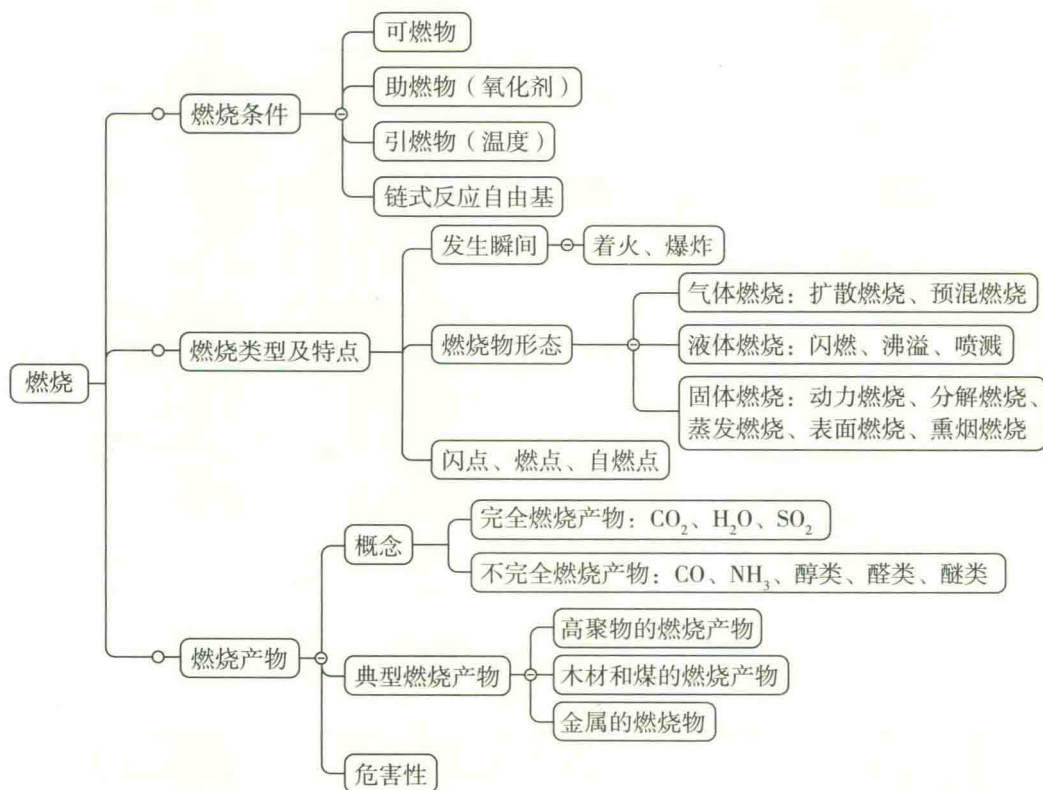 可燃物
助燃物（氧化剂）
燃烧条件
引燃物（温度）
链式反应自由基
发生瞬间
着火、爆炸
气体燃烧：扩散燃烧、预混燃烧
燃烧类型及特点
燃烧物形态
液体燃烧：闪燃、沸溢、喷溅
燃烧
固体燃烧：动力燃烧、分解燃烧、
蒸发燃烧、表面燃烧、熏烟燃烧
闪点、燃点、自燃点
完全燃烧产物：CO₂、H₂O、SO₂
概念
不完全燃烧产物：CO、NH₃、醇类、醛类、醚类
高聚物的燃烧产物
燃烧产物
典型燃烧产物
木材和煤的燃烧产物
金属的燃烧物
危害性